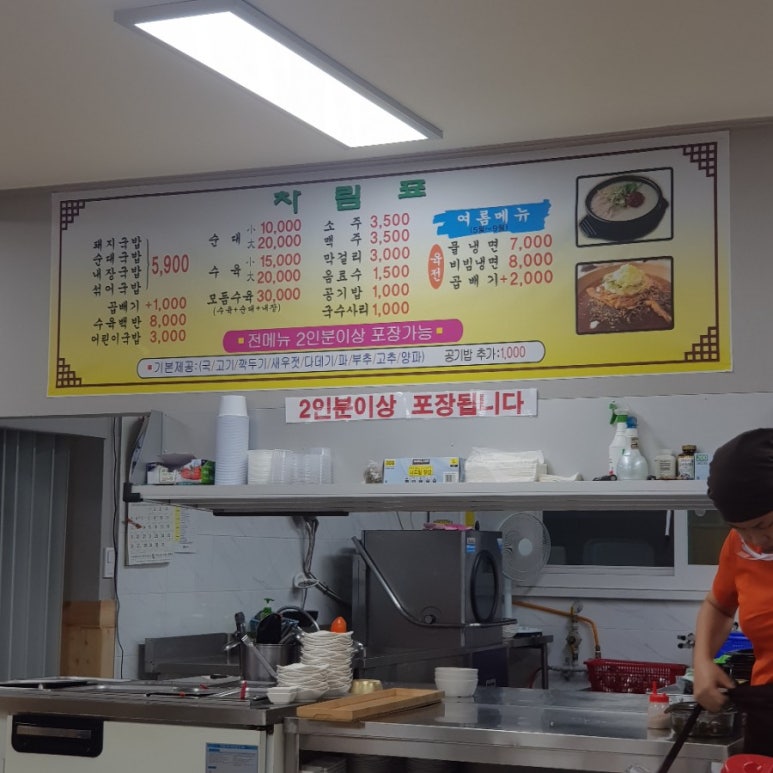 차림표
돼지국밥
순대국밥
내장국밥
섞어국밥
5,900
곱배기 +1,000
수육백반 8,000
어린이국밥 3,000
순대 小 10,000
大 20,000
수육 小 15,000
大 20,000
모듬수육 30,000
(수육+순대+내장)
소주 3,500
맥주 3,500
막걸리 3,000
음료수 1,500
공기밥 1,000
국수사리 1,000
여름메뉴
(5월~9월)
육전
물냉면 7,000
비빔냉면 8,000
곱배기 +2,000
전메뉴 2인분이상 포장가능
기본제공:(국/고기/깍두기/새우젓/다데기/파/부추/고추/양파) 공기밥 추가:1,000
2인분이상 포장됩니다